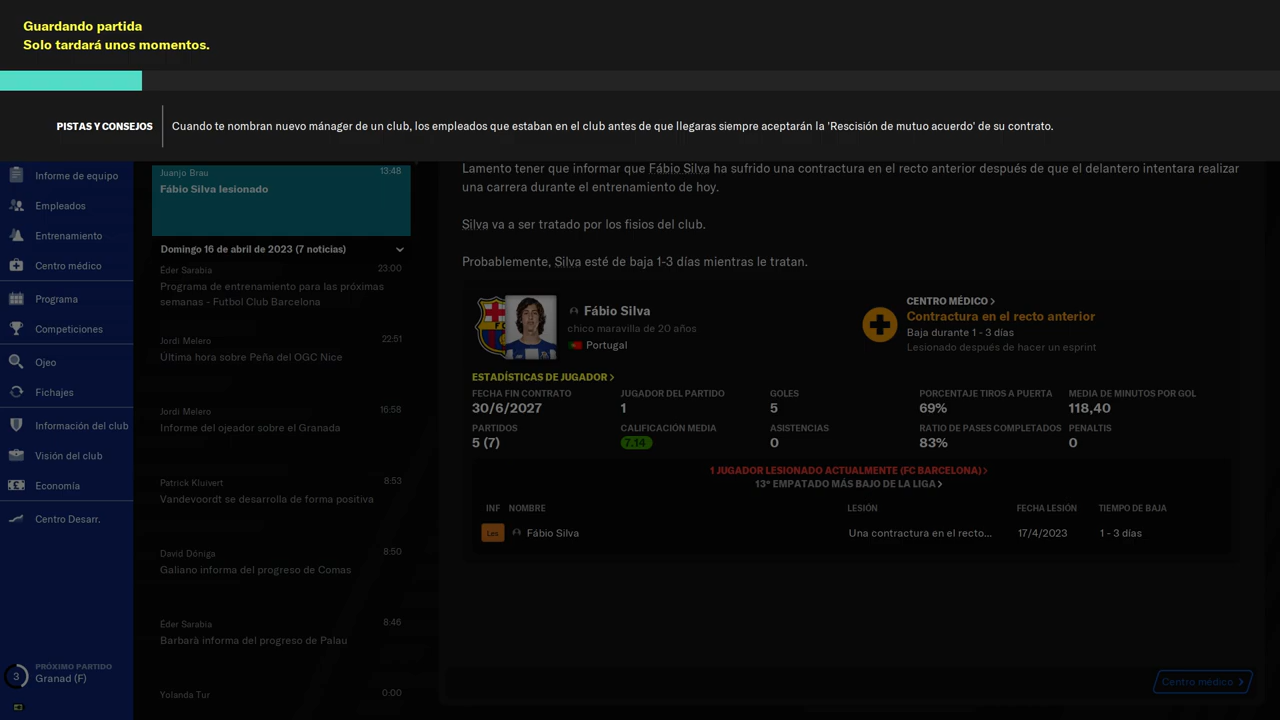 Guardando partida
Solo tardará unos momentos.
PISTAS Y CONSEJOS
Cuando te nombran nuevo mánager de un club, los empleados que estaban en el club antes de que llegaras siempre aceptarán la 'Rescisión de mutuo acuerdo' de su contrato.
Informe de equipo
Empleados
Entrenamiento
Centro médico
Programa
Competiciones
Ojeo
Fichajes
Información del club
Visión del club
Economía
Centro Desarr.
3
PRÓXIMO PARTIDO
Granad (F)
Juanjo Brau
13:48
Fábio Silva lesionado
Domingo 16 de abril de 2023 (7 noticias)
Éder Sarabia
23:00
Programa de entrenamiento para las próximas
semanas - Futbol Club Barcelona
Jordi Melero
22:51
Última hora sobre Peña del OGC Nice
Jordi Melero
16:58
Informe del ojeador sobre el Granada
Patrick Kluivert
8:53
Vandevoordt se desarrolla de forma positiva
David Dóniga
8:50
Galiano informa del progreso de Comas
Éder Sarabia
8:46
Barbarà informa del progreso de Palau
Yolanda Tur
0:00
Lamento tener que informar que Fábio Silva ha sufrido una contractura en el recto anterior después de que el delantero intentara realizar
una carrera durante el entrenamiento de hoy.
Silva va a ser tratado por los fisios del club.
Probablemente, Silva esté de baja 1-3 días mientras le tratan.
Fábio Silva
chico maravilla de 20 años
Portugal
CENTRO MÉDICO >
Contractura en el recto anterior
Baja durante 1 - 3 días
Lesionado después de hacer un esprint
ESTADÍSTICAS DE JUGADOR >
FECHA FIN CONTRATO
30/6/2027
JUGADOR DEL PARTIDO
1
GOLES
5
PORCENTAJE TIROS A PUERTA
69%
MEDIA DE MINUTOS POR GOL
118,40
PARTIDOS
5 (7)
CALIFICACIÓN MEDIA
7.14
ASISTENCIAS
0
RATIO DE PASES COMPLETADOS
83%
PENALTIS
0
1 JUGADOR LESIONADO ACTUALMENTE (FC BARCELONA) >
13º EMPATADO MÁS BAJO DE LA LIGA >
INF NOMBRE LESIÓN FECHA LESIÓN TIEMPO DE BAJA
Les Fábio Silva Una contractura en el recto... 17/4/2023 1 - 3 días
Centro médico >